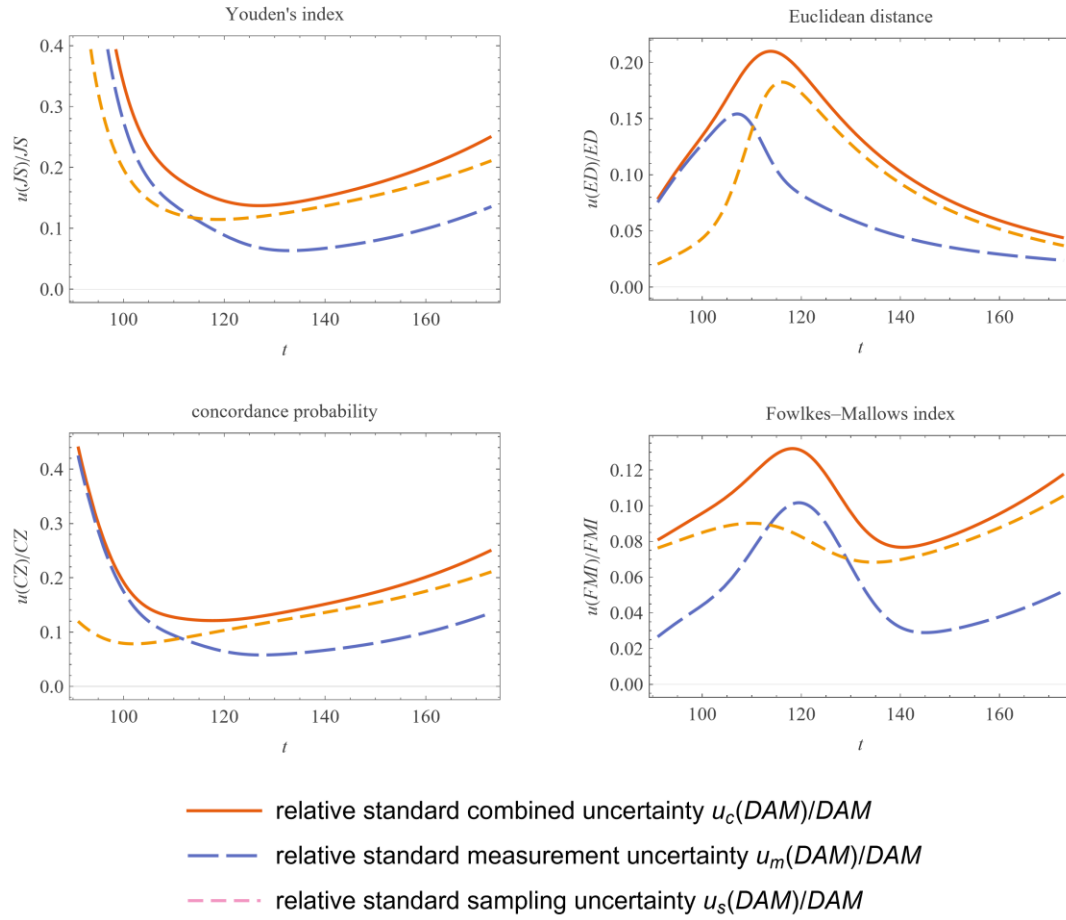 Youden's index
u(JS)/JS
0.4
0.3
0.2
0.1
0.0
100 120 140 160
t
Euclidean distance
u(ED)/ED
0.20
0.15
0.10
0.05
0.00
100 120 140 160
t
concordance probability
u(CZ)/CZ
0.4
0.3
0.2
0.1
0.0
100 120 140 160
t
Fowlkes–Mallows index
u(FMI)/FMI
0.12
0.10
0.08
0.06
0.04
0.02
0.00
100 120 140 160
t
relative standard combined uncertainty u_c(DAM)/DAM
relative standard measurement uncertainty u_m(DAM)/DAM
relative standard sampling uncertainty u_s(DAM)/DAM